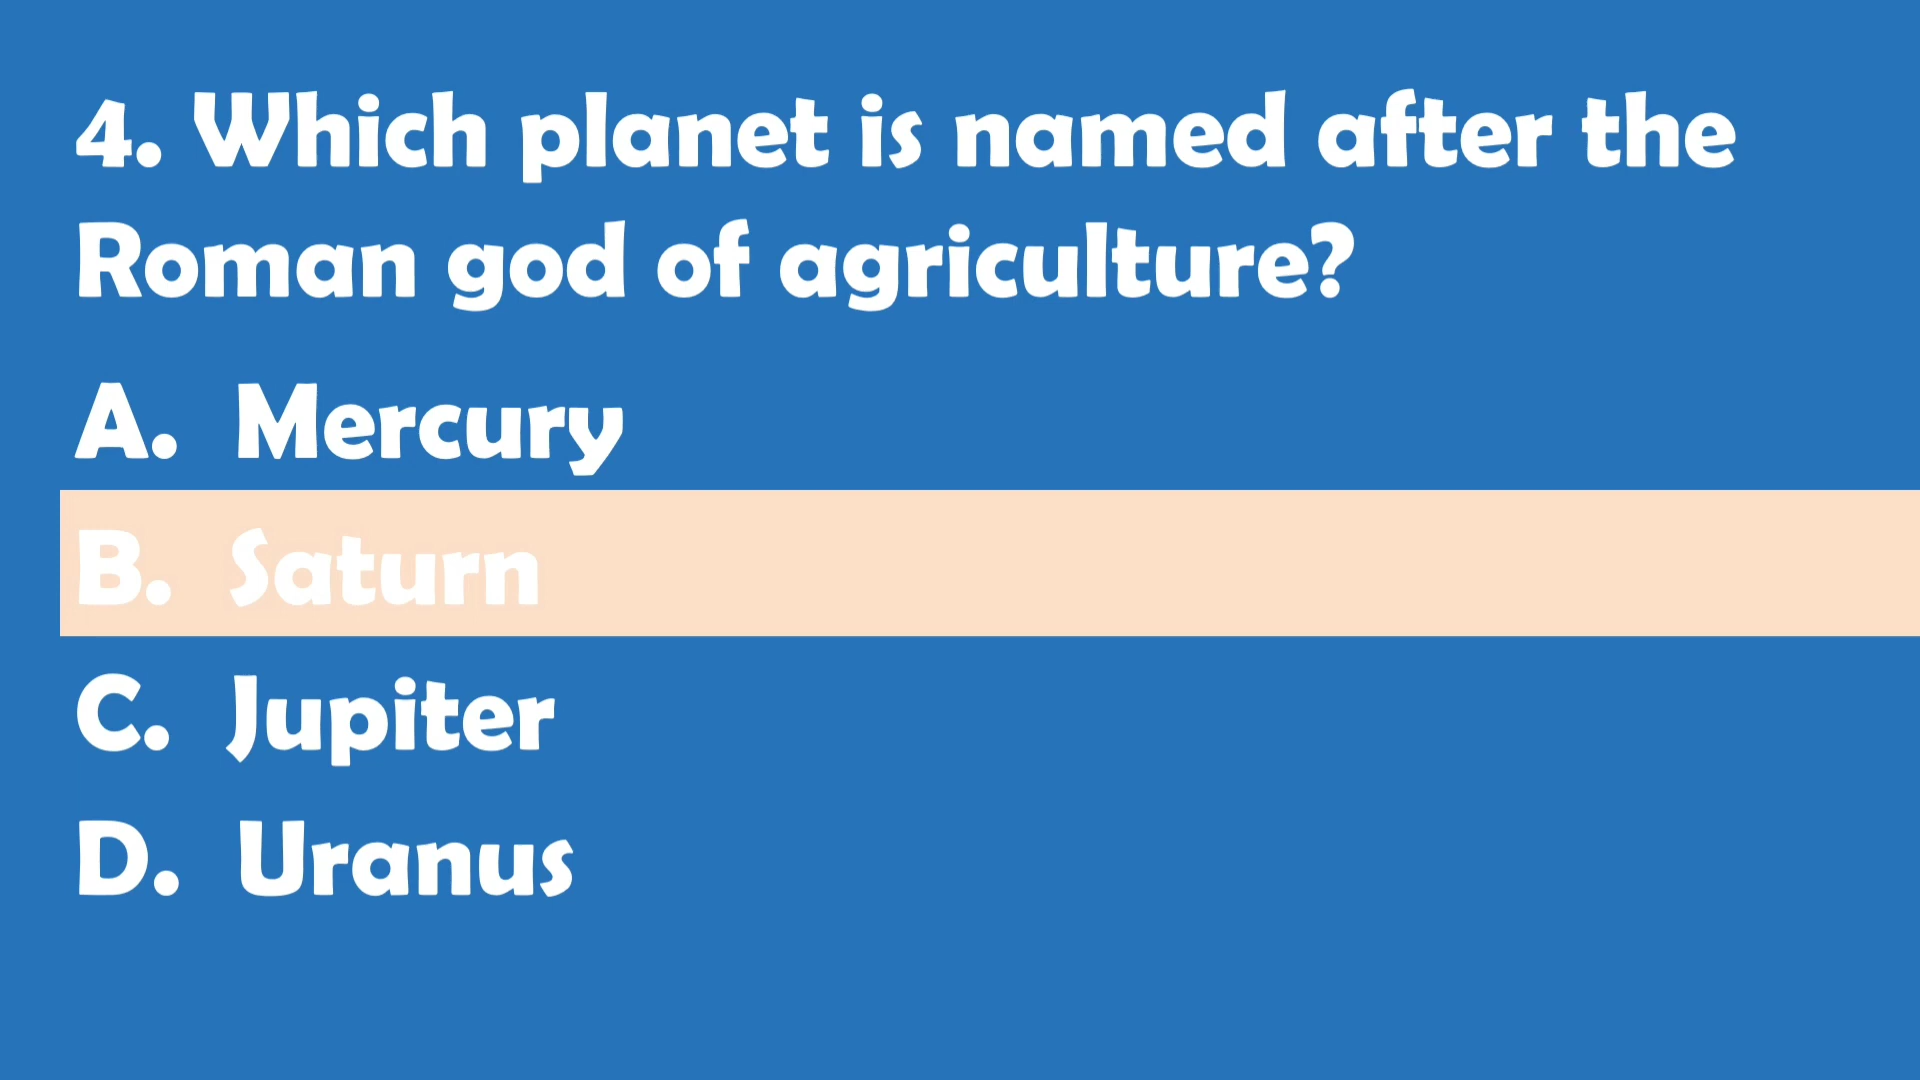 4. Which planet is named after the
Roman god of agriculture?
A. Mercury
B. Saturn
C. Jupiter
D. Uranus